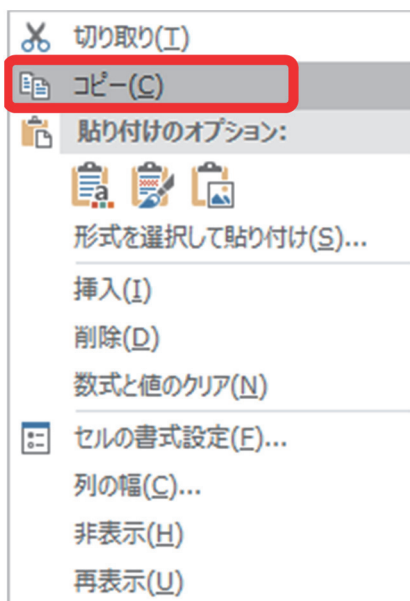 切り取り(T)
コピー(C)
貼り付けのオプション:
形式を選択して貼り付け(S)...
挿入(I)
削除(D)
数式と値のクリア(N)
セルの書式設定(F)...
列の幅(C)...
非表示(H)
再表示(U)